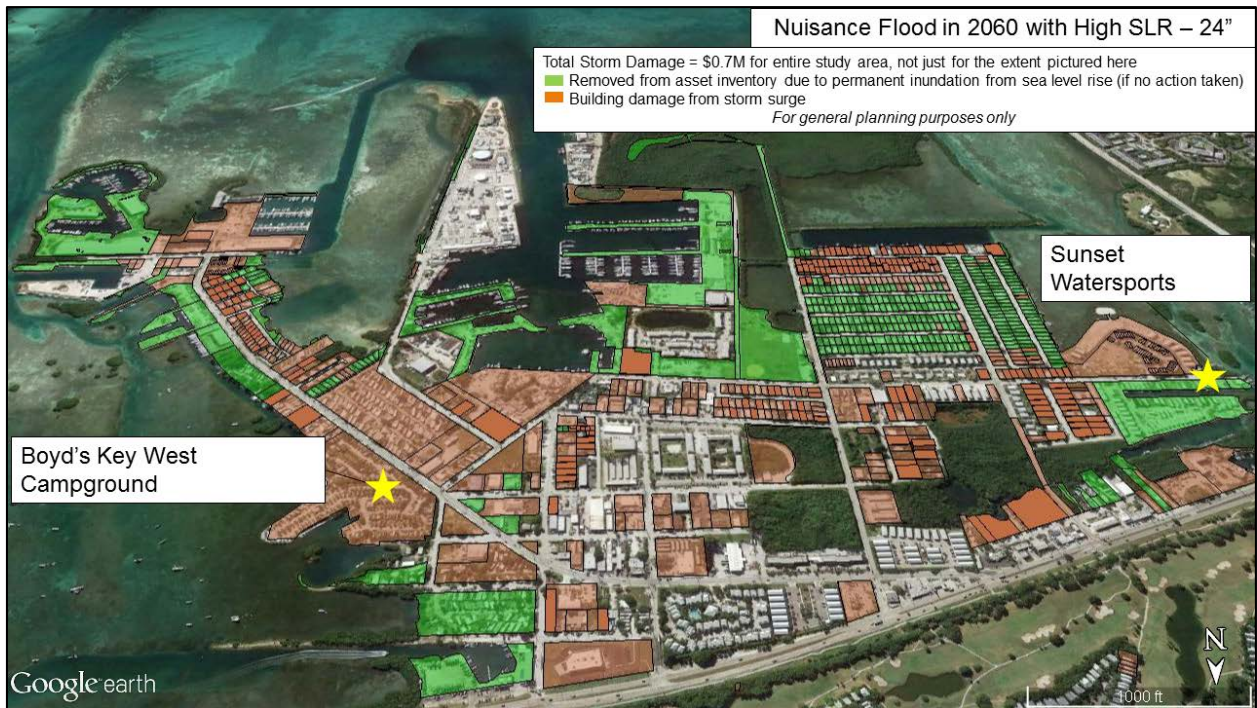 Nuisance Flood in 2060 with High SLR – 24”
Total Storm Damage = $0.7M for entire study area, not just for the extent pictured here
Removed from asset inventory due to permanent inundation from sea level rise (if no action taken)
Building damage from storm surge
For general planning purposes only
Sunset
Watersports
Boyd’s Key West
Campground
N
Google earth
1000 ft